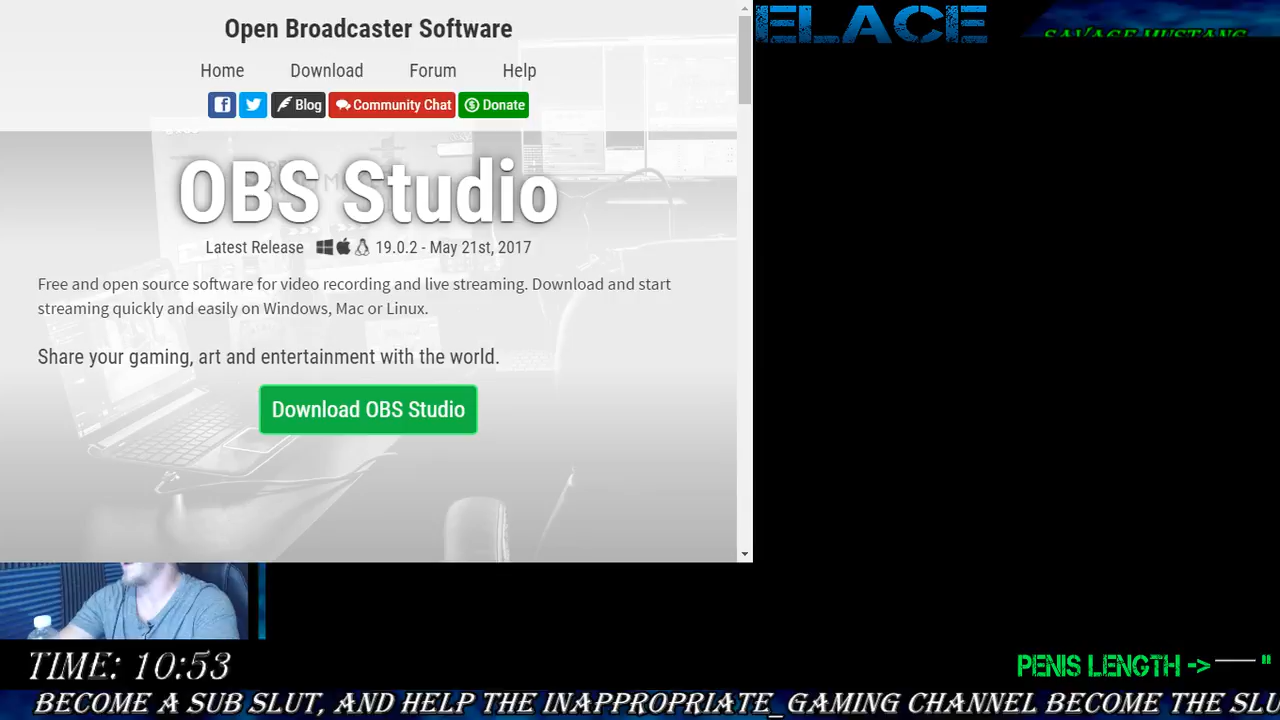 Open Broadcaster Software
ELACE
SAVAGE MUSTANG
Home Download Forum Help
Blog Community Chat Donate
OBS Studio
Latest Release 19.0.2 - May 21st, 2017
Free and open source software for video recording and live streaming. Download and start
streaming quickly and easily on Windows, Mac or Linux.
Share your gaming, art and entertainment with the world.
Download OBS Studio
TIME: 10:53
PENIS LENGTH -> "
BECOME A SUB SLUT, AND HELP THE INAPPROPRIATE_GAMING CHANNEL BECOME THE SLU